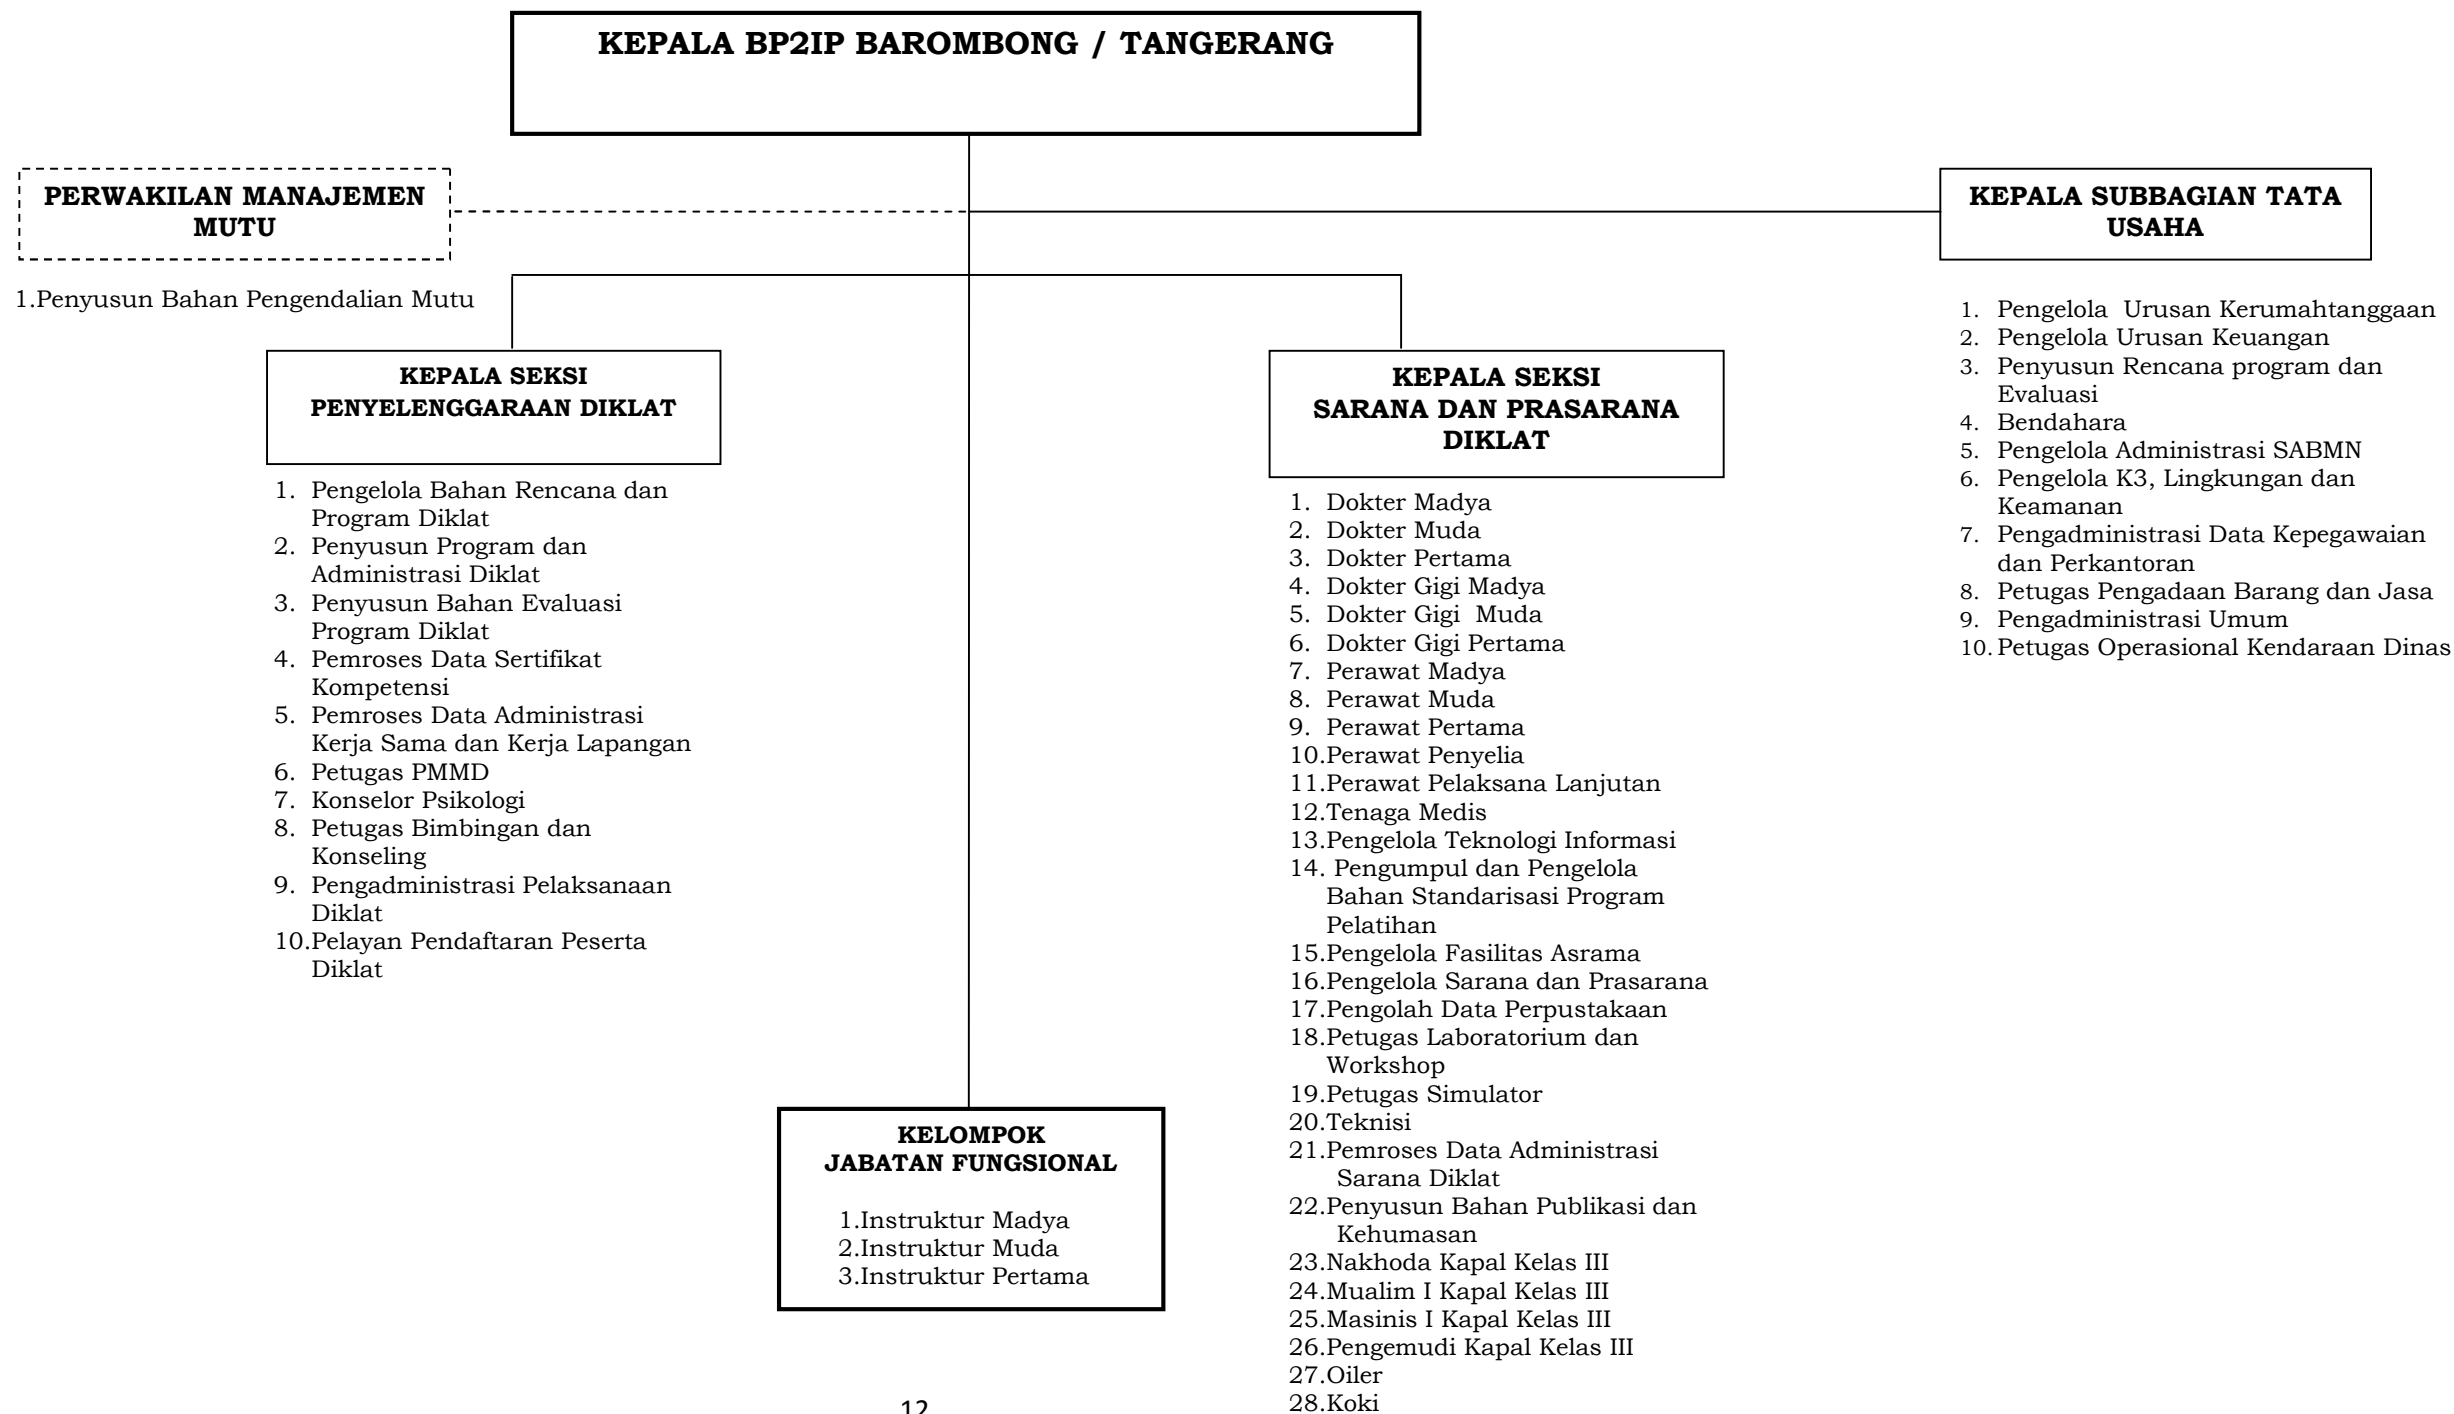 KEPALA BP2IP BAROMBONG / TANGERANG
PERWAKILAN MANAJEMEN
MUTU
1.Penyusun Bahan Pengendalian Mutu
KEPALA SUBBAGIAN TATA
USAHA
1. Pengelola  Urusan Kerumahtanggaan
2. Pengelola Urusan Keuangan
3. Penyusun Rencana program dan
Evaluasi
4. Bendahara
5. Pengelola Administrasi SABMN
6. Pengelola K3, Lingkungan dan
Keamanan
7. Pengadministrasi Data Kepegawaian
dan Perkantoran
8. Petugas Pengadaan Barang dan Jasa
9. Pengadministrasi Umum
10. Petugas Operasional Kendaraan Dinas
KEPALA SEKSI
PENYELENGGARAAN DIKLAT
1. Pengelola Bahan Rencana dan
Program Diklat
2. Penyusun Program dan
Administrasi Diklat
3. Penyusun Bahan Evaluasi
Program Diklat
4. Pemroses Data Sertifikat
Kompetensi
5. Pemroses Data Administrasi
Kerja Sama dan Kerja Lapangan
6. Petugas PMMD
7. Konselor Psikologi
8. Petugas Bimbingan dan
Konseling
9. Pengadministrasi Pelaksanaan
Diklat
10.Pelayan Pendaftaran Peserta
Diklat
KEPALA SEKSI
SARANA DAN PRASARANA
DIKLAT
1. Dokter Madya
2. Dokter Muda
3. Dokter Pertama
4. Dokter Gigi Madya
5. Dokter Gigi  Muda
6. Dokter Gigi Pertama
7. Perawat Madya
8. Perawat Muda
9. Perawat Pertama
10.Perawat Penyelia
11.Perawat Pelaksana Lanjutan
12.Tenaga Medis
13.Pengelola Teknologi Informasi
14. Pengumpul dan Pengelola
Bahan Standarisasi Program
Pelatihan
15.Pengelola Fasilitas Asrama
16.Pengelola Sarana dan Prasarana
17.Pengolah Data Perpustakaan
18.Petugas Laboratorium dan
Workshop
19.Petugas Simulator
20.Teknisi
21.Pemroses Data Administrasi
Sarana Diklat
22.Penyusun Bahan Publikasi dan
Kehumasan
23.Nakhoda Kapal Kelas III
24.Mualim I Kapal Kelas III
25.Masinis I Kapal Kelas III
26.Pengemudi Kapal Kelas III
27.Oiler
28.Koki
KELOMPOK
JABATAN FUNGSIONAL
1.Instruktur Madya
2.Instruktur Muda
3.Instruktur Pertama
12